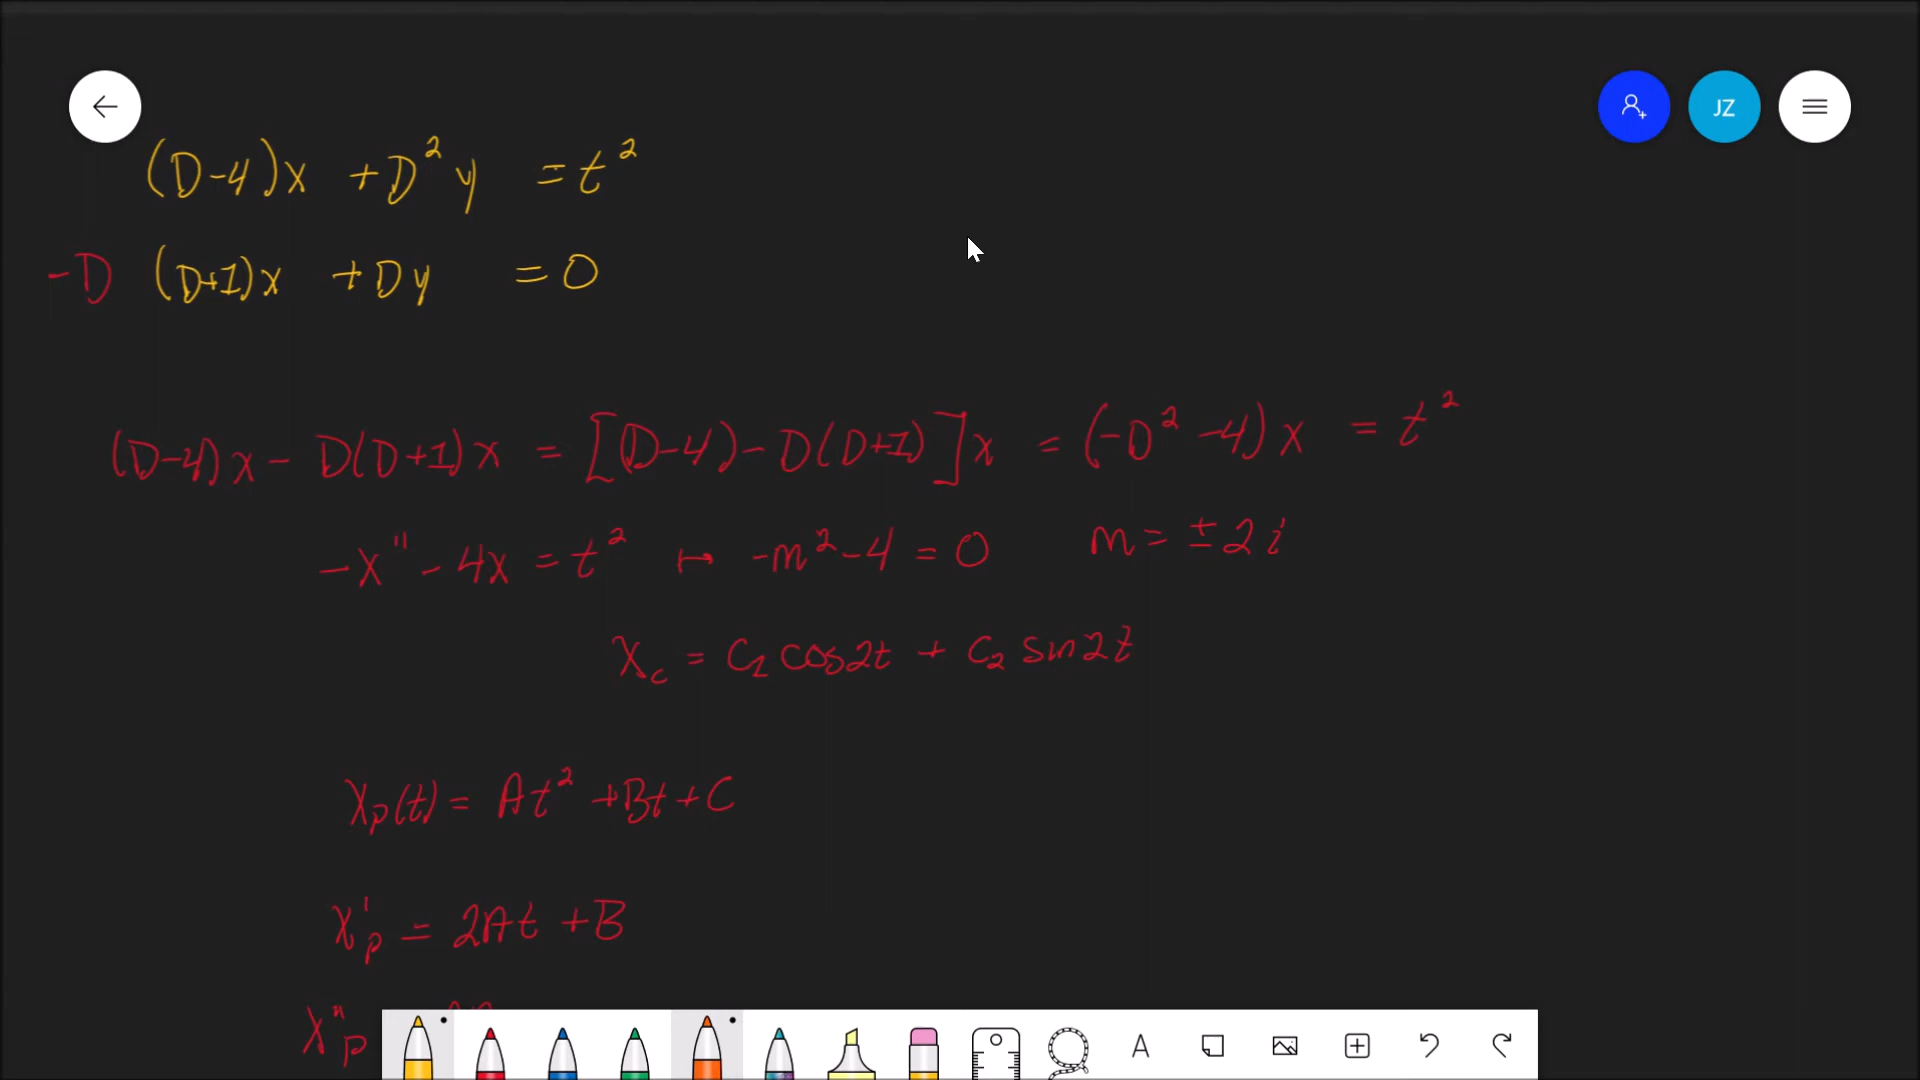 JZ
(D-4)x + D²y = t²
-D (D+1)x + Dy = 0
(D-4)x - D(D+1)x = [(D-4) - D(D+1)]x = (-D² - 4)x = t²
-x'' - 4x = t² ↦ -m² - 4 = 0 m = ± 2i
x_c = C₁ cos2t + C₂ sin2t
x_p(t) = At² + Bt + C
x'_p = 2At + B
x''_p
A